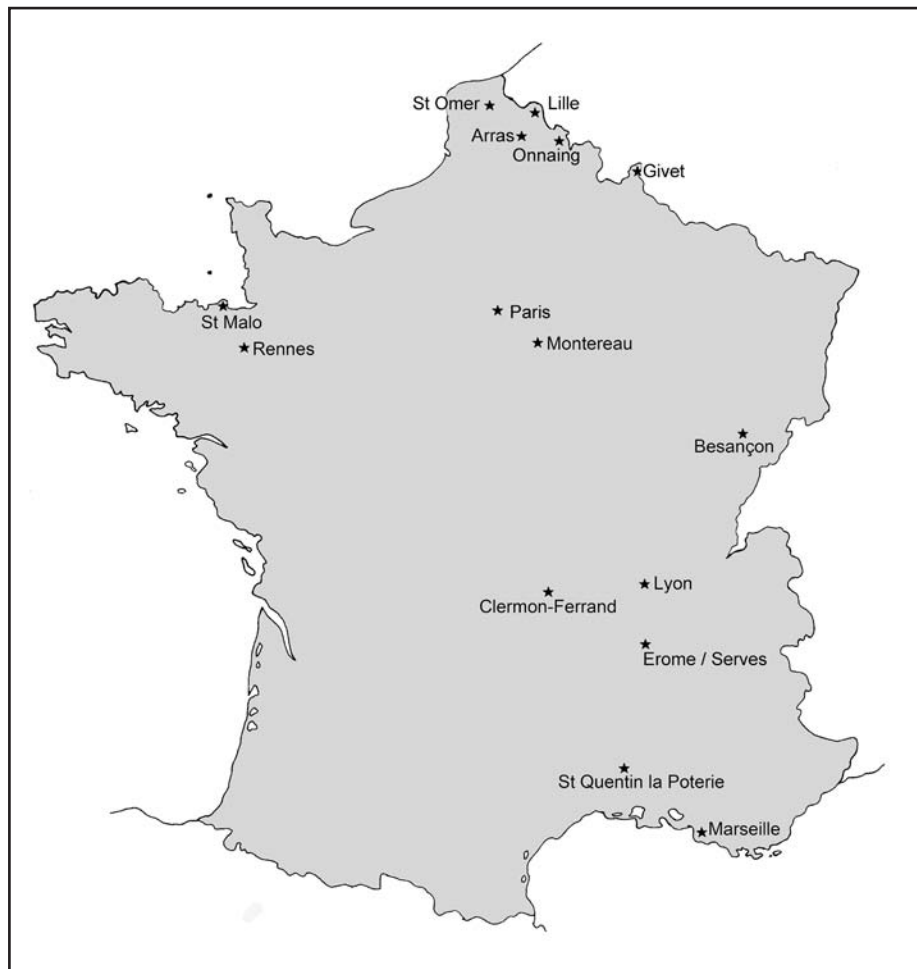 St Omer
Lille
Arras
Onnaing
Givet
Paris
St Malo
Montereau
Rennes
Besançon
Lyon
Clermon-Ferrand
Erome / Serves
St Quentin la Poterie
Marseille